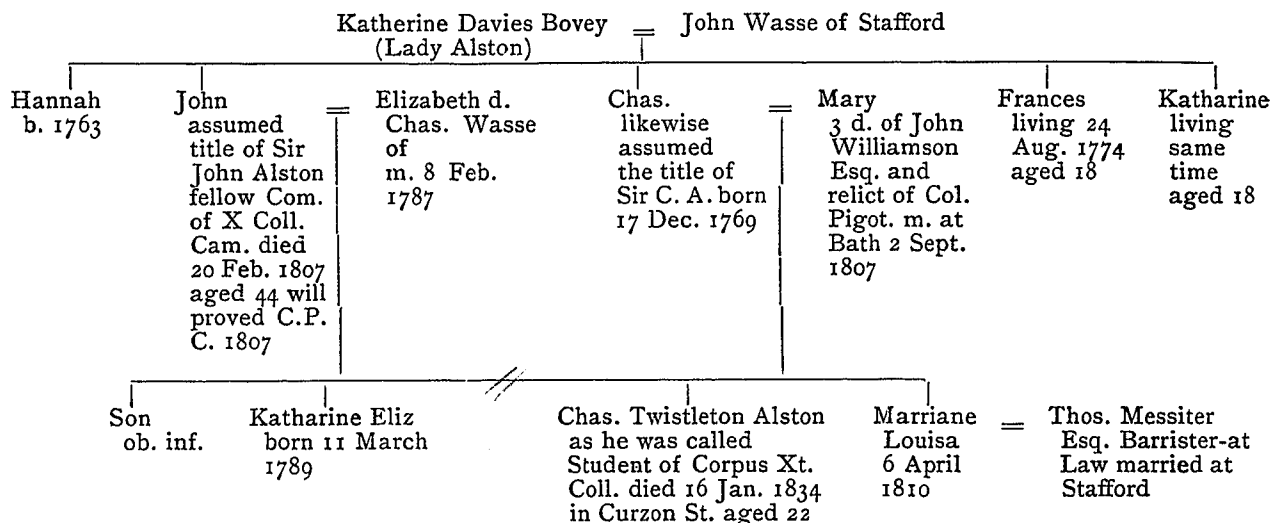 Katherine Davies Bovey = John Wasse of Stafford
(Lady Alston)
Hannah
b. 1763
John
assumed
title of Sir
John Alston
fellow Com.
of X Coll.
Cam. died
20 Feb. 1807
aged 44 will
proved C.P.
C. 1807
=
Elizabeth d.
Chas. Wasse
of
m. 8 Feb.
1787
Chas.
likewise
assumed
the title of
Sir C. A. born
17 Dec. 1769
=
Mary
3 d. of John
Williamson
Esq. and
relict of Col.
Pigot. m. at
Bath 2 Sept.
1807
Frances
living 24
Aug. 1774
aged 18
Katharine
living
same
time
aged 18
Son
ob. inf.
Katharine Eliz
born 11 March
1789
Chas. Twistleton Alston
as he was called
Student of Corpus Xt.
Coll. died 16 Jan. 1834
in Curzon St. aged 22
Marriane
Louisa
6 April
1810
=
Thos. Messiter
Esq. Barrister-at
Law married at
Stafford